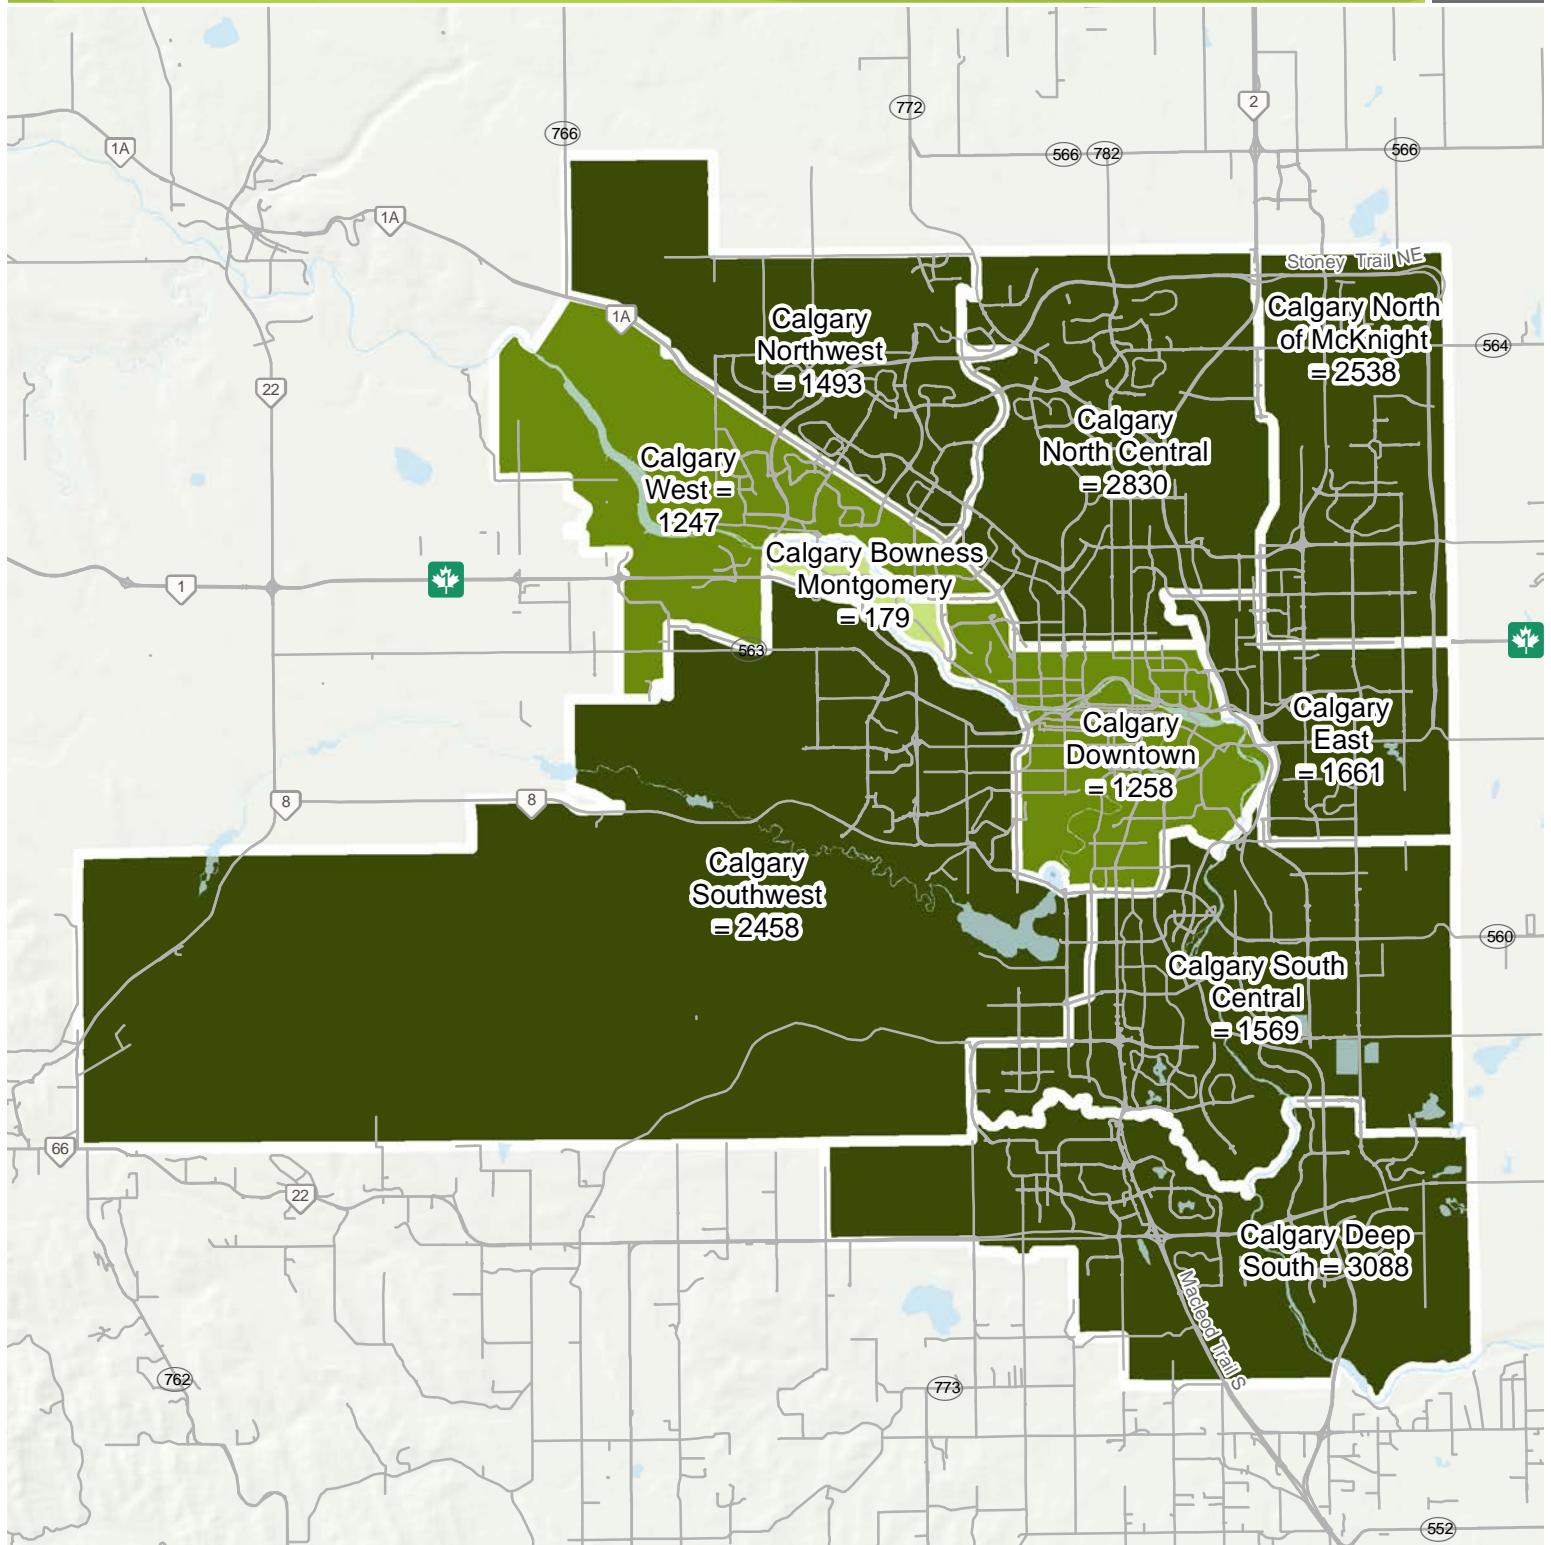 772
2
766
1A
566
782
566
1A
Stoney Trail NE
Calgary North
of McKnight
= 2538
1A
Calgary
Northwest
= 1493
564
22
Calgary
North Central
= 2830
Calgary
West =
1247
Calgary Bowness
Montgomery
= 179
1
1
1
563
Calgary
East
= 1661
Calgary
Downtown
= 1258
8
8
Calgary
Southwest
= 2458
560
Calgary South
Central
= 1569
66
22
Calgary Deep
South = 3088
Macleod Trail S
762
773
552